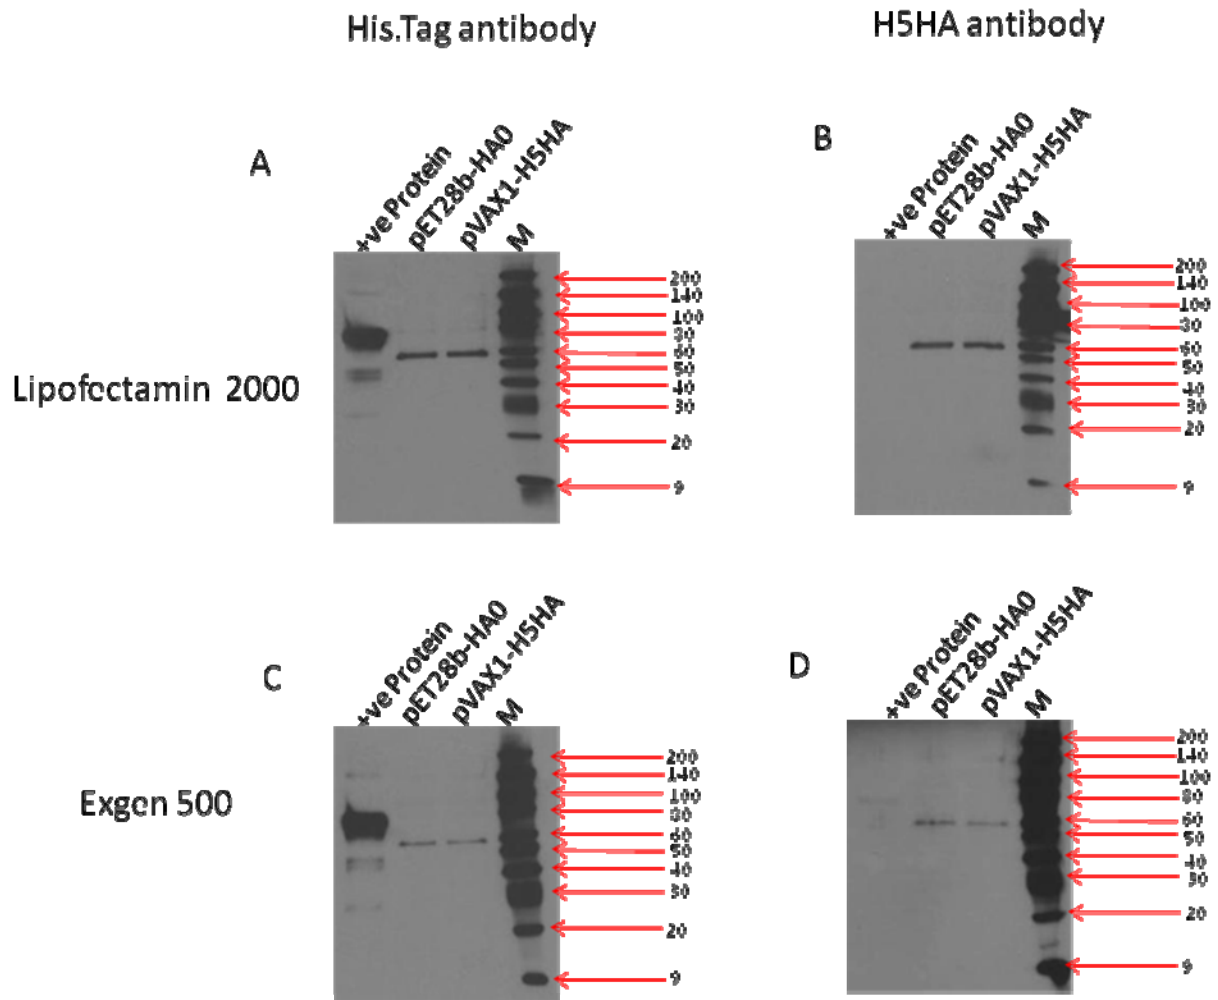 His.Tag antibody
H5HA antibody
A
+ve Protein
pET28b-HA0
pVAX1-H5HA
M
200
140
100
80
60
50
40
30
20
9
B
+ve Protein
pET28b-HA0
pVAX1-H5HA
M
200
140
100
80
60
50
40
30
20
9
Lipofectamin 2000
C
+ve Protein
pET28b-HA0
pVAX1-H5HA
M
200
140
100
80
60
50
40
30
20
9
D
+ve Protein
pET28b-HA0
pVAX1-H5HA
M
200
140
100
80
60
50
40
30
20
9
Exgen 500